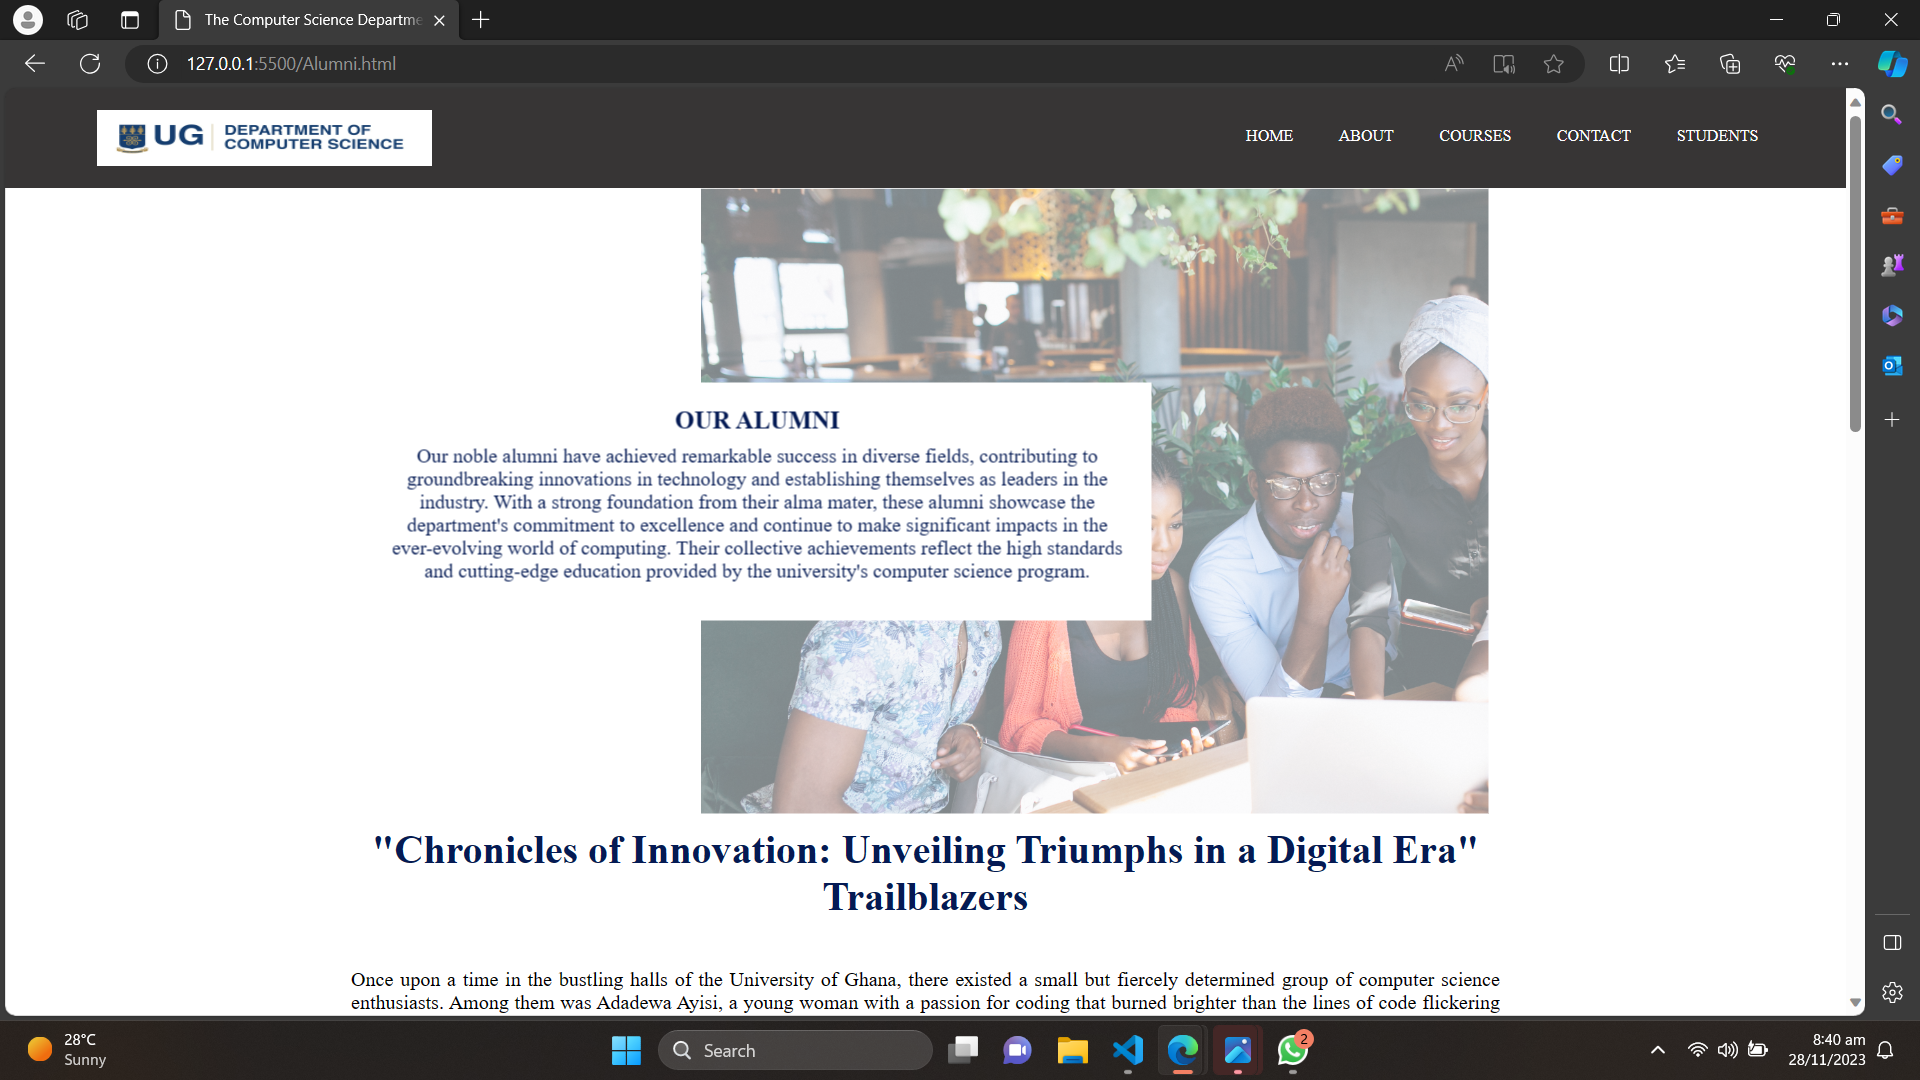 The Computer Science Departme
127.0.0.1:5500/Alumni.html
UG
DEPARTMENT OF
COMPUTER SCIENCE
HOME ABOUT COURSES CONTACT STUDENTS
OUR ALUMNI
Our noble alumni have achieved remarkable success in diverse fields, contributing to
groundbreaking innovations in technology and establishing themselves as leaders in the
industry. With a strong foundation from their alma mater, these alumni showcase the
department's commitment to excellence and continue to make significant impacts in the
ever-evolving world of computing. Their collective achievements reflect the high standards
and cutting-edge education provided by the university's computer science program.
"Chronicles of Innovation: Unveiling Triumphs in a Digital Era"
Trailblazers
Once upon a time in the bustling halls of the University of Ghana, there existed a small but fiercely determined group of computer science
enthusiasts. Among them was Adadewa Ayisi, a young woman with a passion for coding that burned brighter than the lines of code flickering
28°C
Sunny
Search
2
8:40 am
28/11/2023